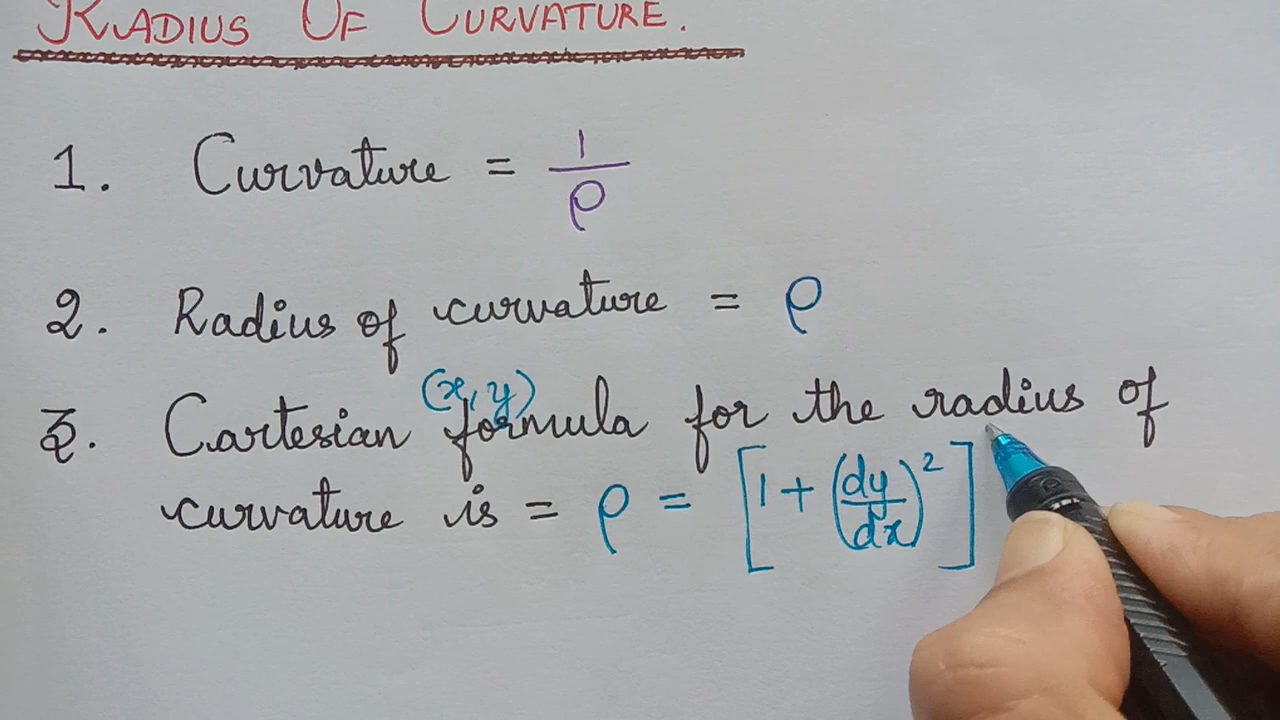 RADIUS OF CURVATURE.
1. Curvature = 1/ρ
2. Radius of curvature = ρ
(x, y)
3. Cartesian formula for the radius of
curvature is = ρ = [1 + (dy/dx)²]